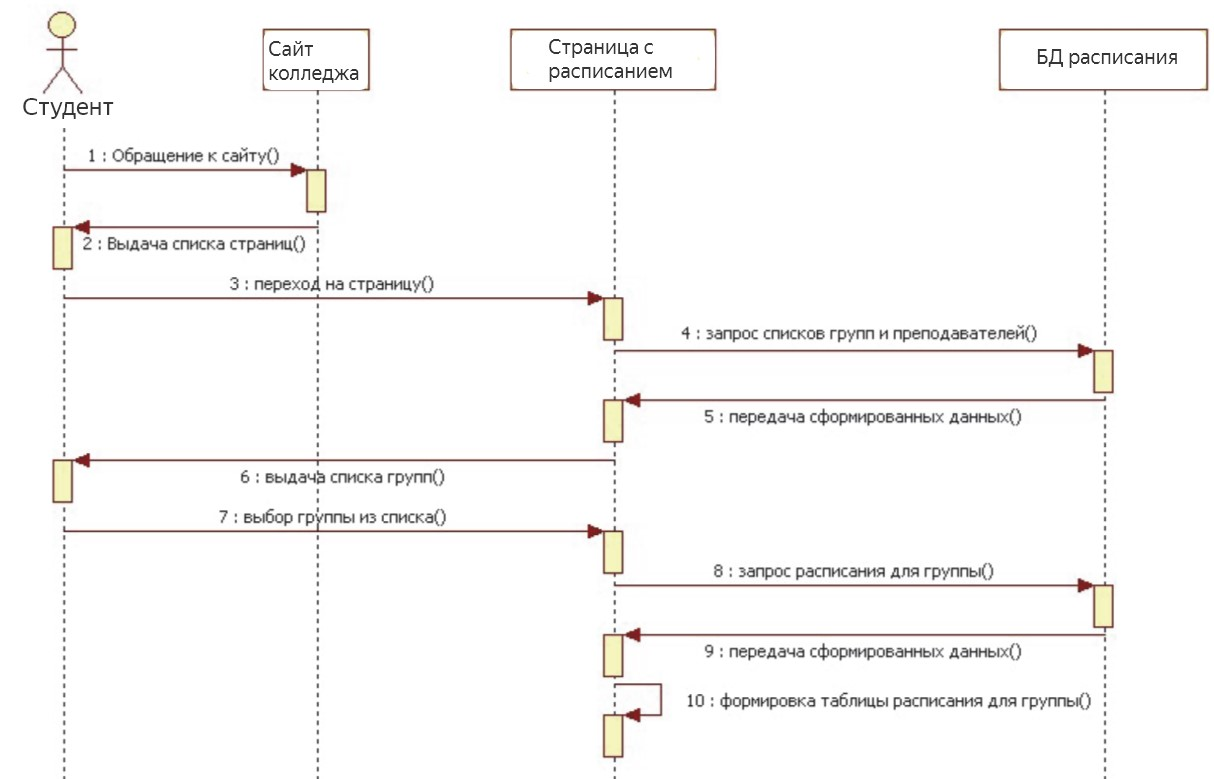 Студент
Сайт
колледжа
Страница с
расписанием
БД расписания
1 : Обращение к сайту()
2 : Выдача списка страниц()
3 : переход на страницу()
4 : запрос списков групп и преподавателей()
5 : передача сформированных данных()
6 : выдача списка групп()
7 : выбор группы из списка()
8 : запрос расписания для группы()
9 : передача сформированных данных()
10 : формировка таблицы расписания для группы()